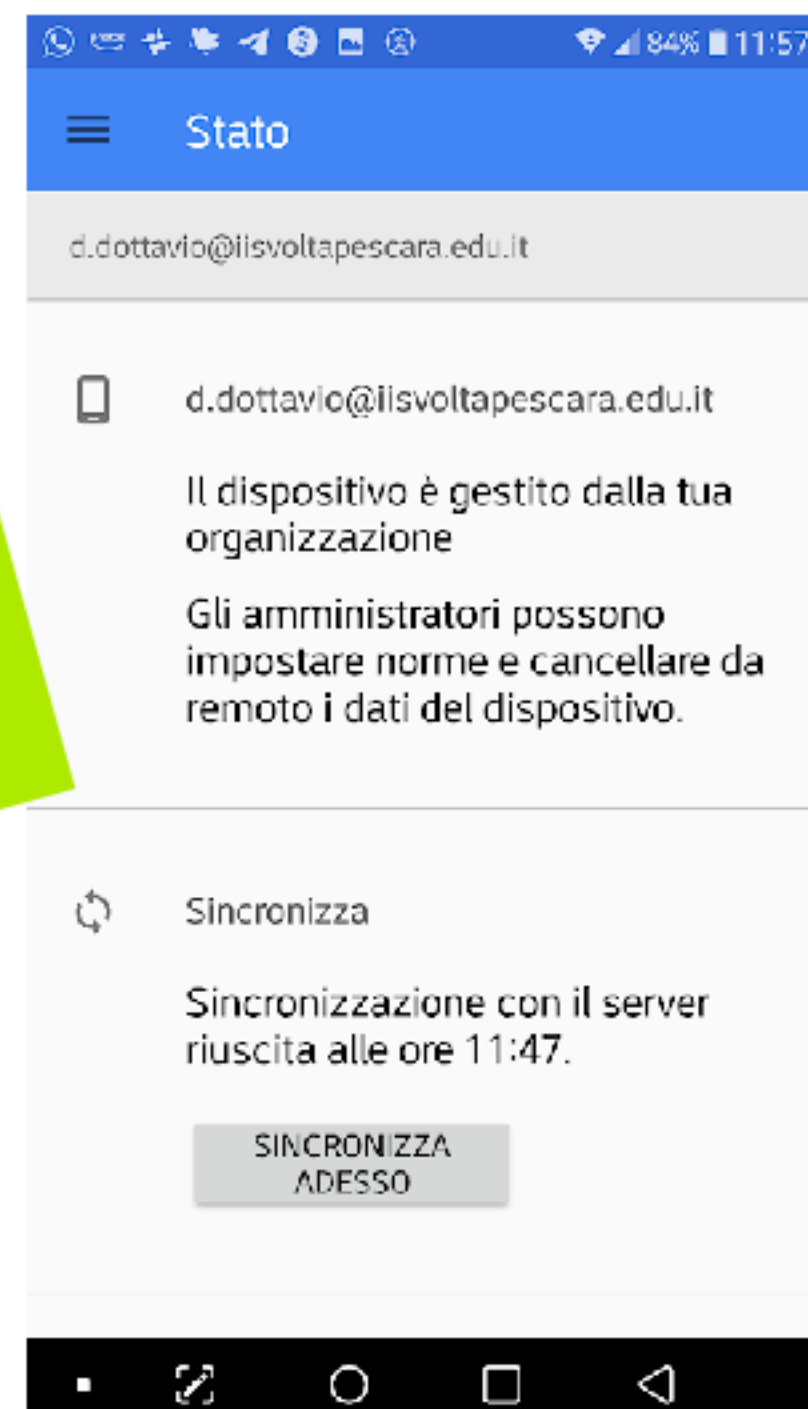 84% 11:57
Stato
d.dottavio@iisvoltapescara.edu.it
d.dottavio@iisvoltapescara.edu.it
Il dispositivo è gestito dalla tua
organizzazione
Gli amministratori possono
impostare norme e cancellare da
remoto i dati del dispositivo.
Sincronizza
Sincronizzazione con il server
riuscita alle ore 11:47.
SINCRONIZZA
ADESSO